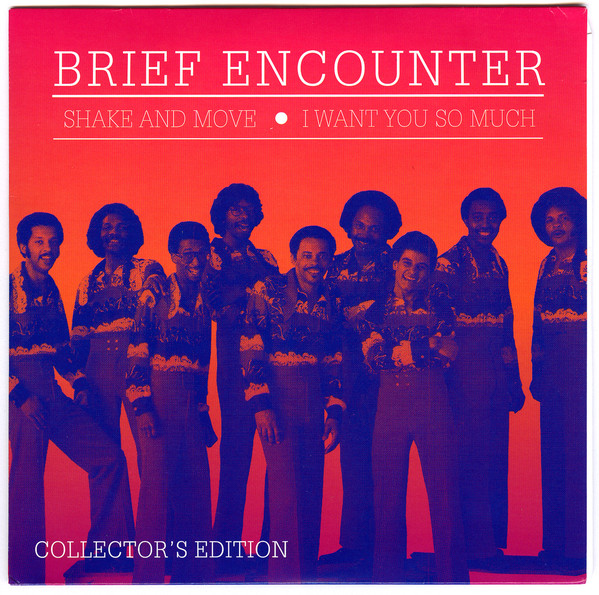 BRIEF ENCOUNTER
SHAKE AND MOVE ● I WANT YOU SO MUCH
COLLECTOR'S EDITION